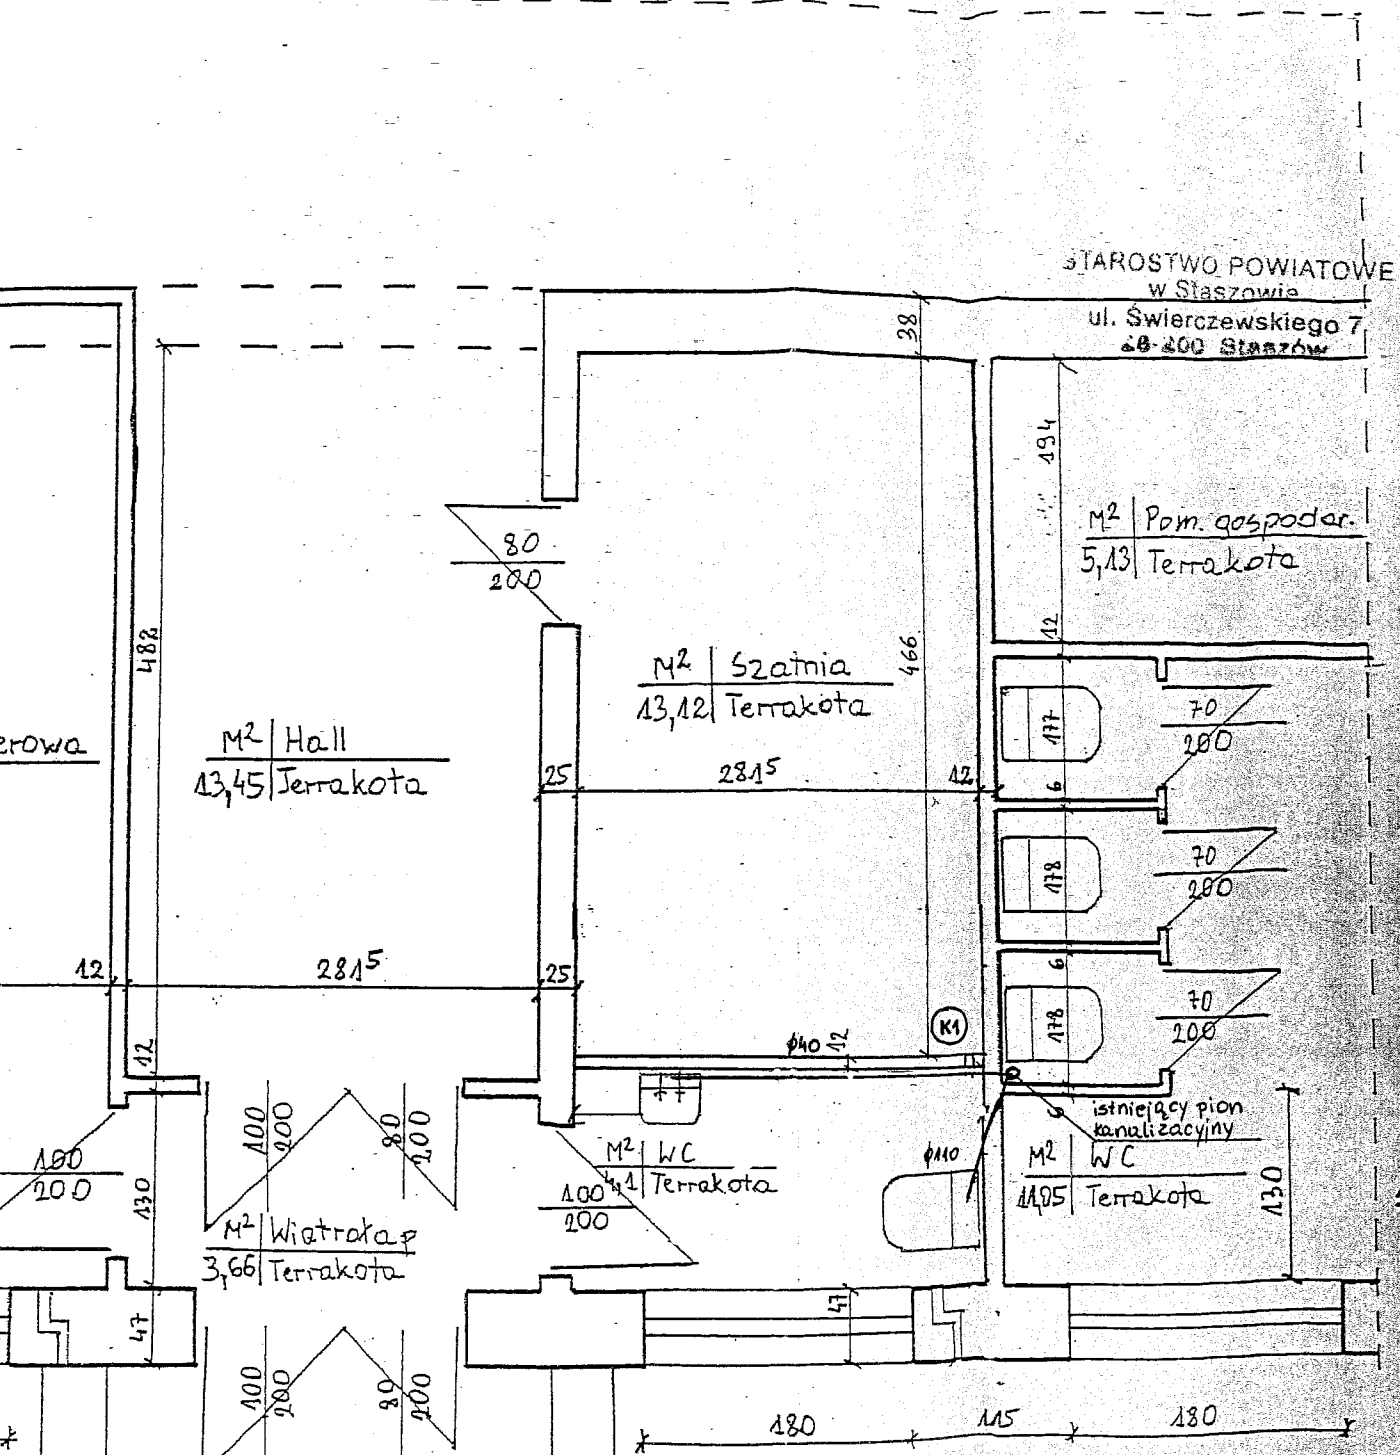 STAROSTWO POWIATOWE
w Staszowie
ul. Świerczewskiego 7
28-200 Staszów
38
194
M² Pom. gospodar.
5,13 Terrakota
80
200
12
482
466
M² Szatnia
13,12 Terrakota
177
70
200
erowa
M² Hall
13,45 Terrakota
25
281⁵
12
6
178
70
200
12
281⁵
25
6
178
70
200
K1
ϕ40
12
12
6
istniejący pion
kanalizacyjny
100
200
80
200
M² WC
4,1 Terrakota
ϕ110
M² WC
11,05 Terrakota
130
100
200
130
100
200
M² Wiatrołap
3,66 Terrakota
47
47
100
200
80
200
180
115
180